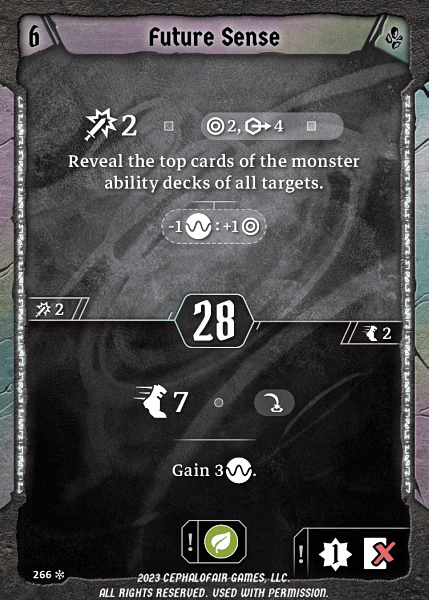 6
Future Sense
2
2, 4
Reveal the top cards of the monster
ability decks of all targets.
-1 : +1
2
28
2
7
Gain 3 .
! ! 1
266
2023 CEPHALOFAIR GAMES, LLC.
ALL RIGHTS RESERVED. USED WITH PERMISSION.